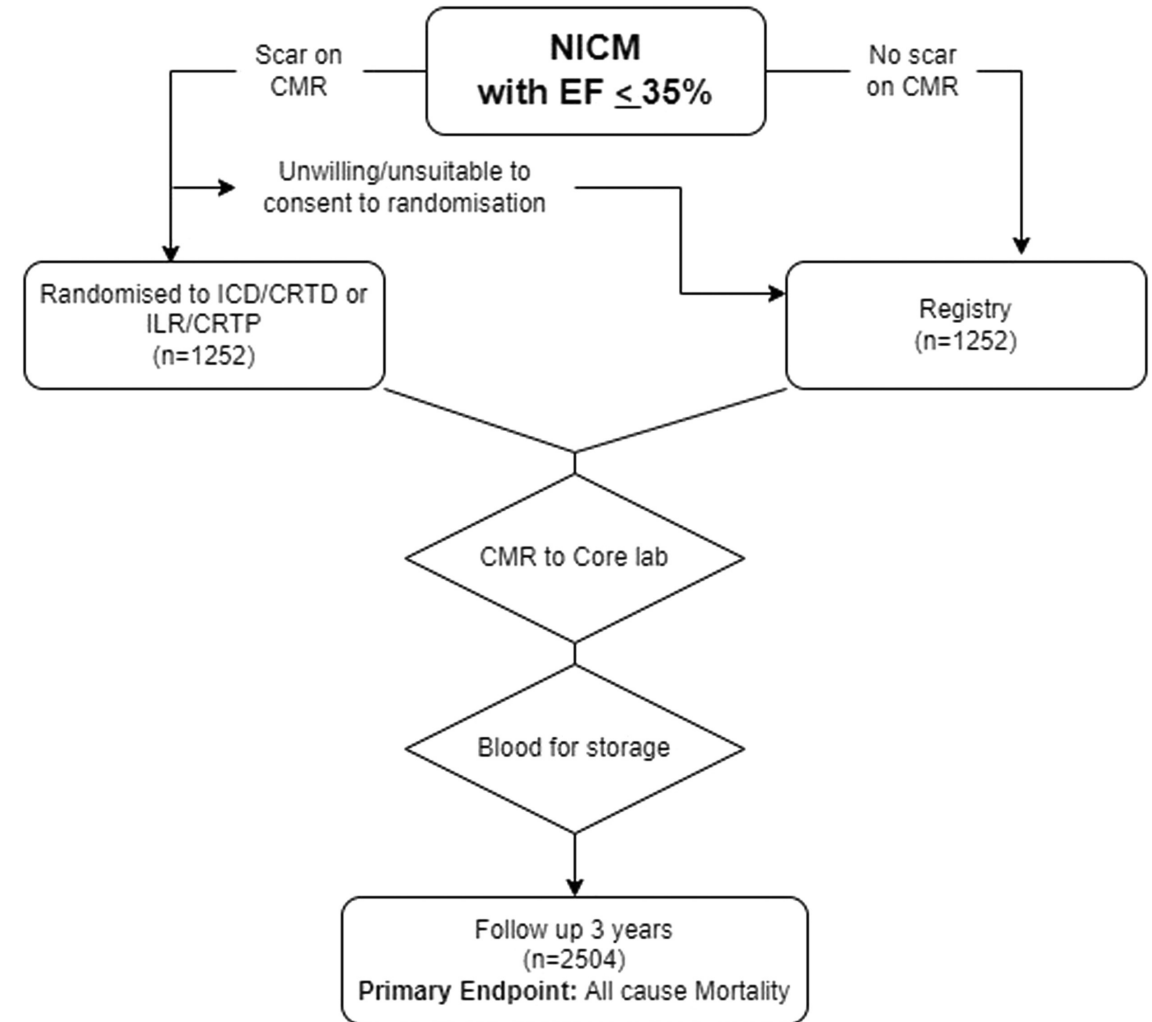 NICM
with EF ≤ 35%
Scar on
CMR
No scar
on CMR
Unwilling/unsuitable to
consent to randomisation
Randomised to ICD/CRTD or
ILR/CRTP
(n=1252)
Registry
(n=1252)
CMR to Core lab
Blood for storage
Follow up 3 years
(n=2504)
Primary Endpoint: All cause Mortality